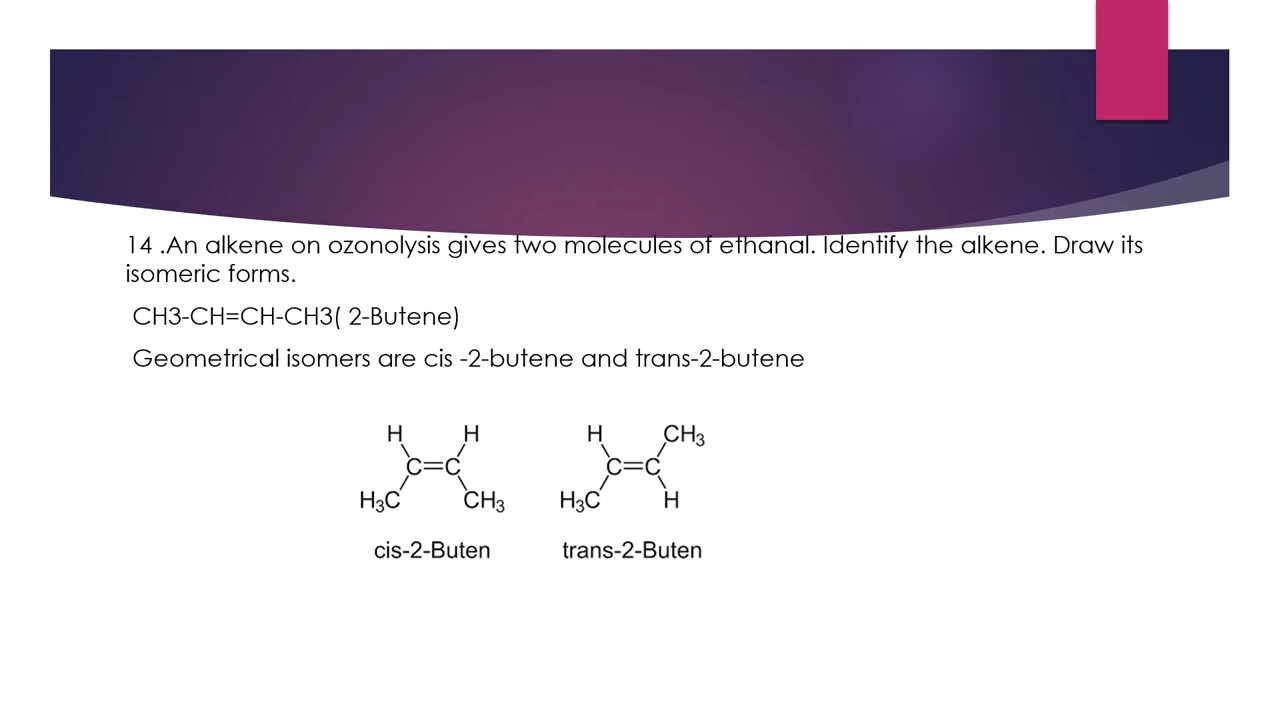 14 .An alkene on ozonolysis gives two molecules of ethanal. Identify the alkene. Draw its
isomeric forms.
CH3-CH=CH-CH3( 2-Butene)
Geometrical isomers are cis -2-butene and trans-2-butene
H H H CH₃
C=C C=C
H₃C CH₃ H₃C H
cis-2-Buten trans-2-Buten